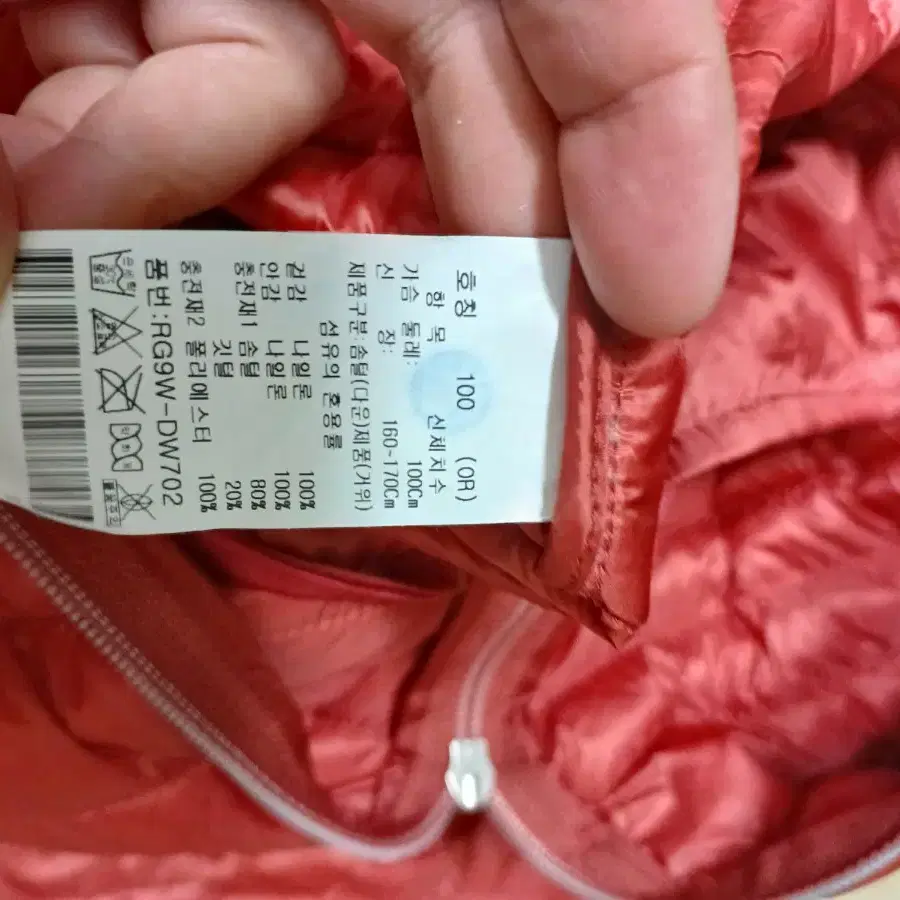 호칭 100 (OR)
항 목 신체치수
가슴 둘레: 100Cm
신 장: 160~170Cm
제품구분:솜털(다운)제품(거위)
섬유의 혼용률
겉감 나일론 100%
안감 나일론 100%
충전재1 솜털 80%
깃털 20%
충전재2 폴리에스터 100%
품번:RG9W-DW702